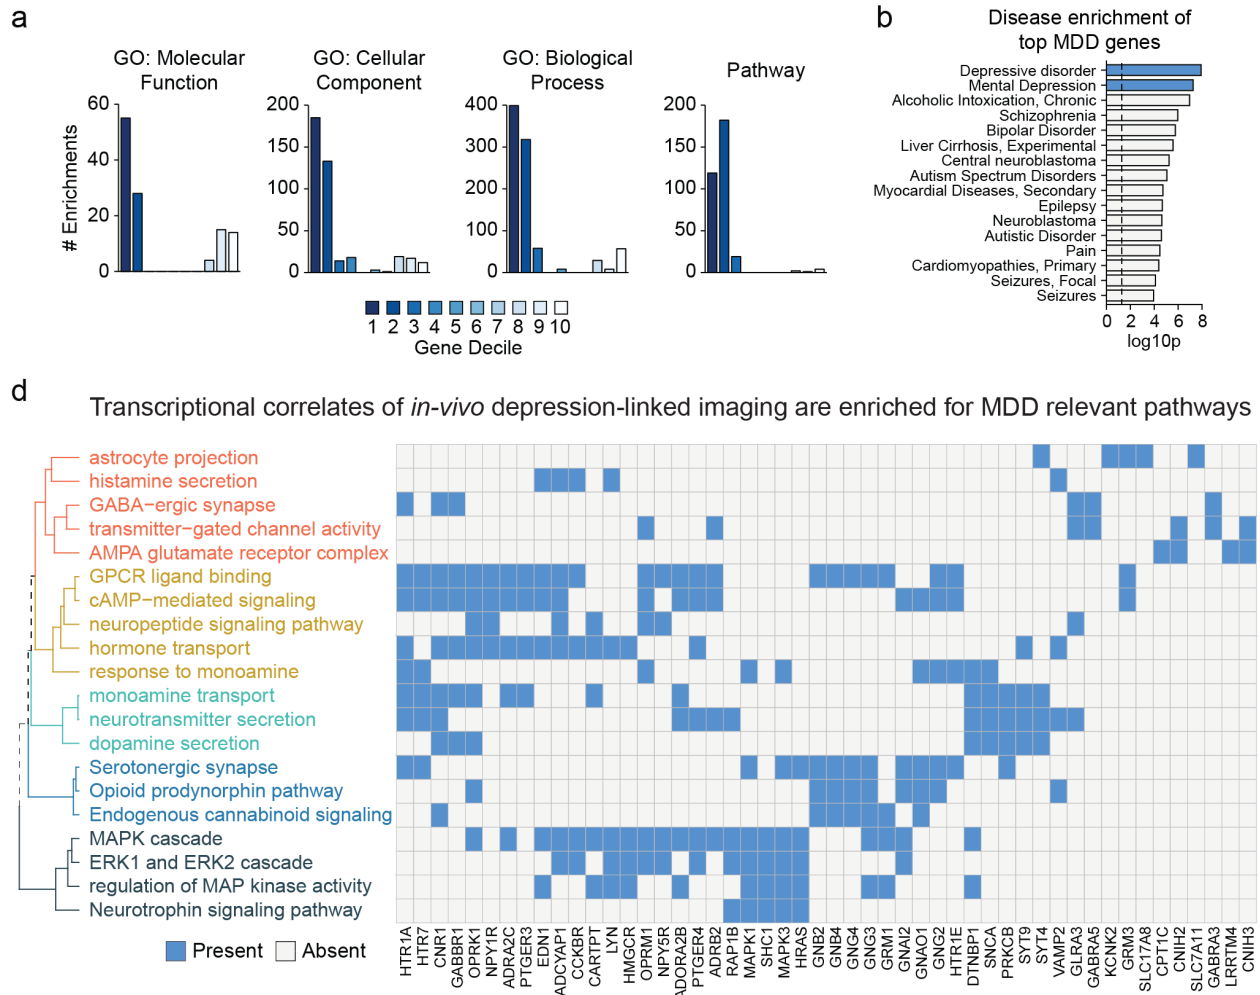 a
GO: Molecular
Function
GO: Cellular
Component
GO: Biological
Process
Pathway
# Enrichments
60
40
20
0
200
150
100
50
0
400
300
200
100
0
200
150
100
50
0
1 2 3 4 5 6 7 8 9 10
Gene Decile
b
Disease enrichment of
top MDD genes
Depressive disorder
Mental Depression
Alcoholic Intoxication, Chronic
Schizophrenia
Bipolar Disorder
Liver Cirrhosis, Experimental
Central neuroblastoma
Autism Spectrum Disorders
Myocardial Diseases, Secondary
Epilepsy
Neuroblastoma
Autistic Disorder
Pain
Cardiomyopathies, Primary
Seizures, Focal
Seizures
0 2 4 6 8
log10p
d
Transcriptional correlates of in-vivo depression-linked imaging are enriched for MDD relevant pathways
astrocyte projection
histamine secretion
GABA−ergic synapse
transmitter−gated channel activity
AMPA glutamate receptor complex
GPCR ligand binding
cAMP−mediated signaling
neuropeptide signaling pathway
hormone transport
response to monoamine
monoamine transport
neurotransmitter secretion
dopamine secretion
Serotonergic synapse
Opioid prodynorphin pathway
Endogenous cannabinoid signaling
MAPK cascade
ERK1 and ERK2 cascade
regulation of MAP kinase activity
Neurotrophin signaling pathway
Present
Absent
HTR1A
HTR7
CNR1
GABBR1
OPRK1
NPY1R
ADRA2C
PTGER3
EDN1
ADCYAP1
CCKBR
CARTPT
LYN
HMGCR
OPRM1
NPY5R
ADORA2B
PTGER4
ADRB2
RAP1B
MAPK1
SHC1
MAPK3
HRAS
GNB2
GNB4
GNG4
GNG3
GRM1
GNAI2
GNAO1
GNG2
HTR1E
DTNBP1
SNCA
PRKCB
SYT9
SYT4
VAMP2
GLRA3
GABRA5
KCNK2
GRM3
SLC17A8
CPT1C
CNIH2
SLC7A11
GABRA3
LRRTM4
CNIH3